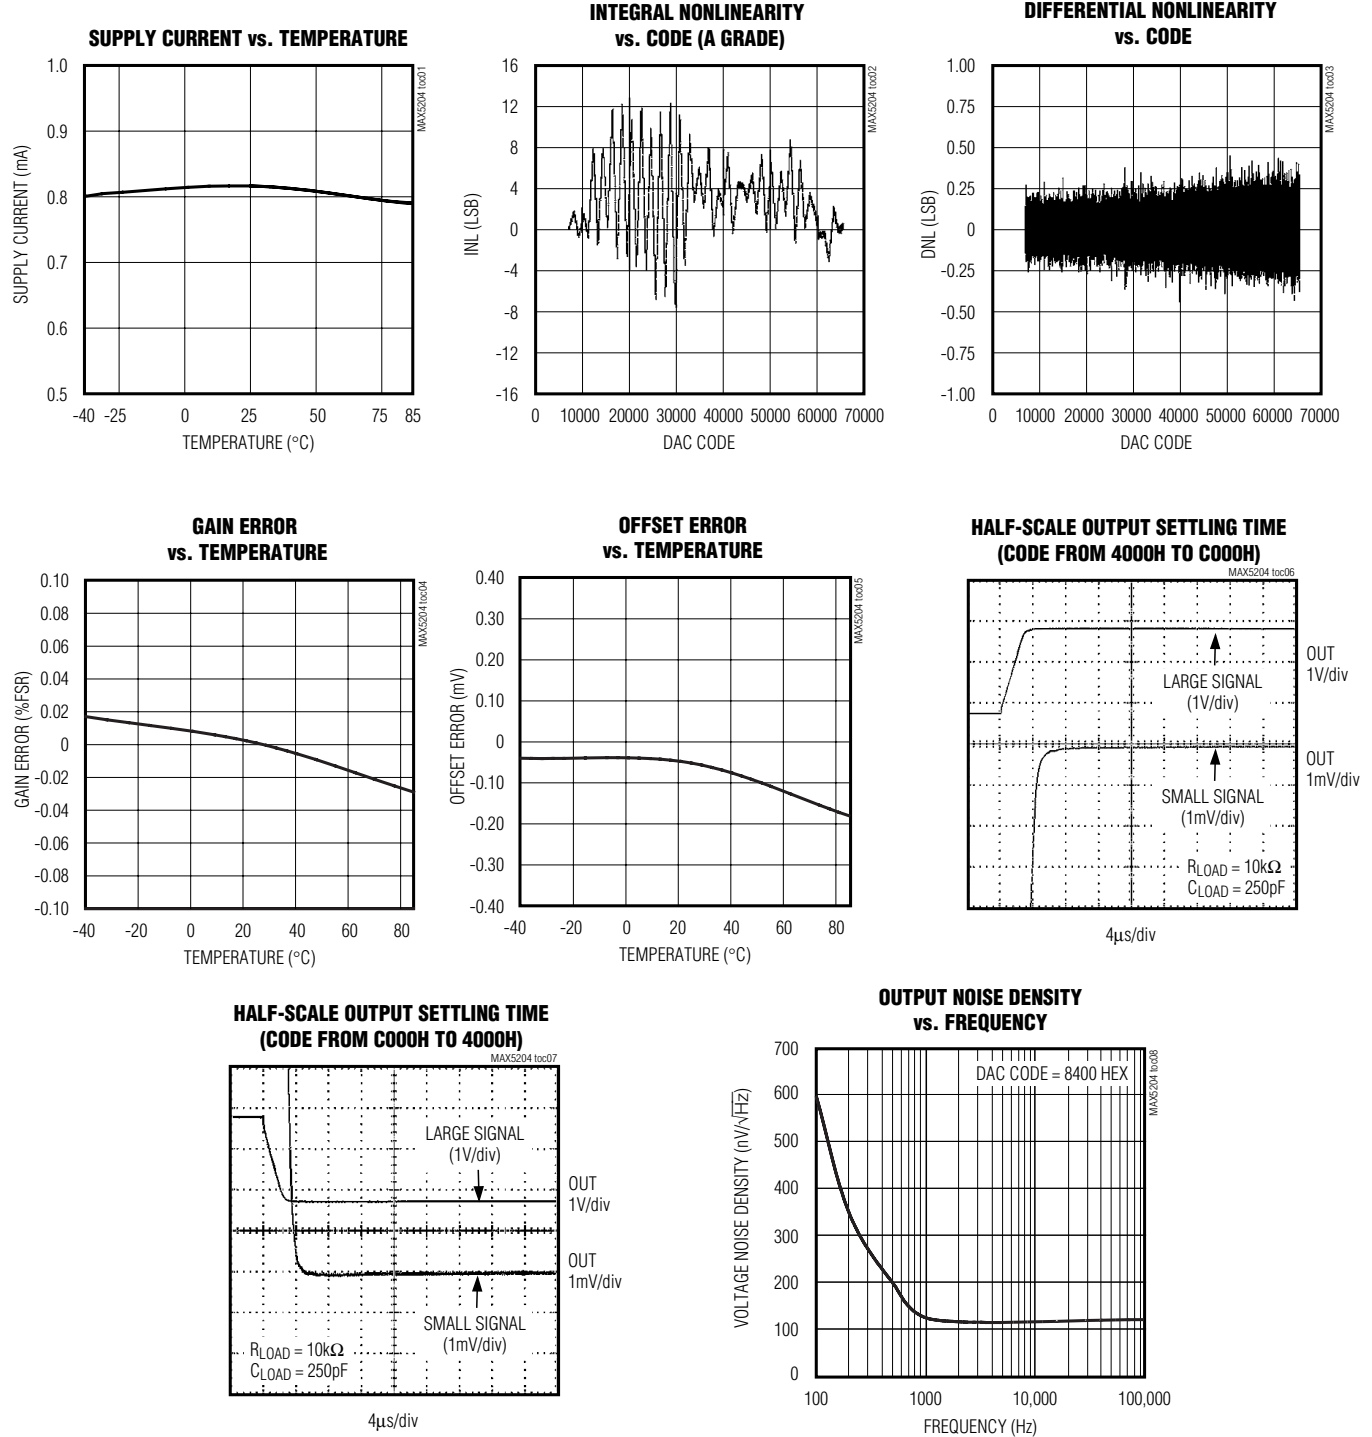 SUPPLY CURRENT vs. TEMPERATURE
MAX5204 toc01
SUPPLY CURRENT (mA)
1.0
0.9
0.8
0.7
0.6
0.5
-40 -25 0 25 50 75 85
TEMPERATURE (°C)
INTEGRAL NONLINEARITY
vs. CODE (A GRADE)
MAX5204 toc02
INL (LSB)
16
12
8
4
0
-4
-8
-12
-16
0 10000 20000 30000 40000 50000 60000 70000
DAC CODE
DIFFERENTIAL NONLINEARITY
vs. CODE
MAX5204 toc03
DNL (LSB)
1.00
0.75
0.50
0.25
0
-0.25
-0.50
-0.75
-1.00
0 10000 20000 30000 40000 50000 60000 70000
DAC CODE
GAIN ERROR
vs. TEMPERATURE
MAX5204 toc04
GAIN ERROR (%FSR)
0.10
0.08
0.06
0.04
0.02
0
-0.02
-0.04
-0.06
-0.08
-0.10
-40 -20 0 20 40 60 80
TEMPERATURE (°C)
OFFSET ERROR
vs. TEMPERATURE
MAX5204 toc05
OFFSET ERROR (mV)
0.40
0.30
0.20
0.10
0
-0.10
-0.20
-0.30
-0.40
-40 -20 0 20 40 60 80
TEMPERATURE (°C)
HALF-SCALE OUTPUT SETTLING TIME
(CODE FROM 4000H TO C000H)
MAX5204 toc06
LARGE SIGNAL
(1V/div)
OUT
1V/div
SMALL SIGNAL
(1mV/div)
OUT
1mV/div
RLOAD = 10kΩ
CLOAD = 250pF
4μs/div
HALF-SCALE OUTPUT SETTLING TIME
(CODE FROM C000H TO 4000H)
MAX5204 toc07
LARGE SIGNAL
(1V/div)
OUT
1V/div
OUT
1mV/div
SMALL SIGNAL
(1mV/div)
RLOAD = 10kΩ
CLOAD = 250pF
4μs/div
OUTPUT NOISE DENSITY
vs. FREQUENCY
MAX5204 toc08
DAC CODE = 8400 HEX
VOLTAGE NOISE DENSITY (nV/√Hz)
700
600
500
400
300
200
100
0
100 1000 10,000 100,000
FREQUENCY (Hz)